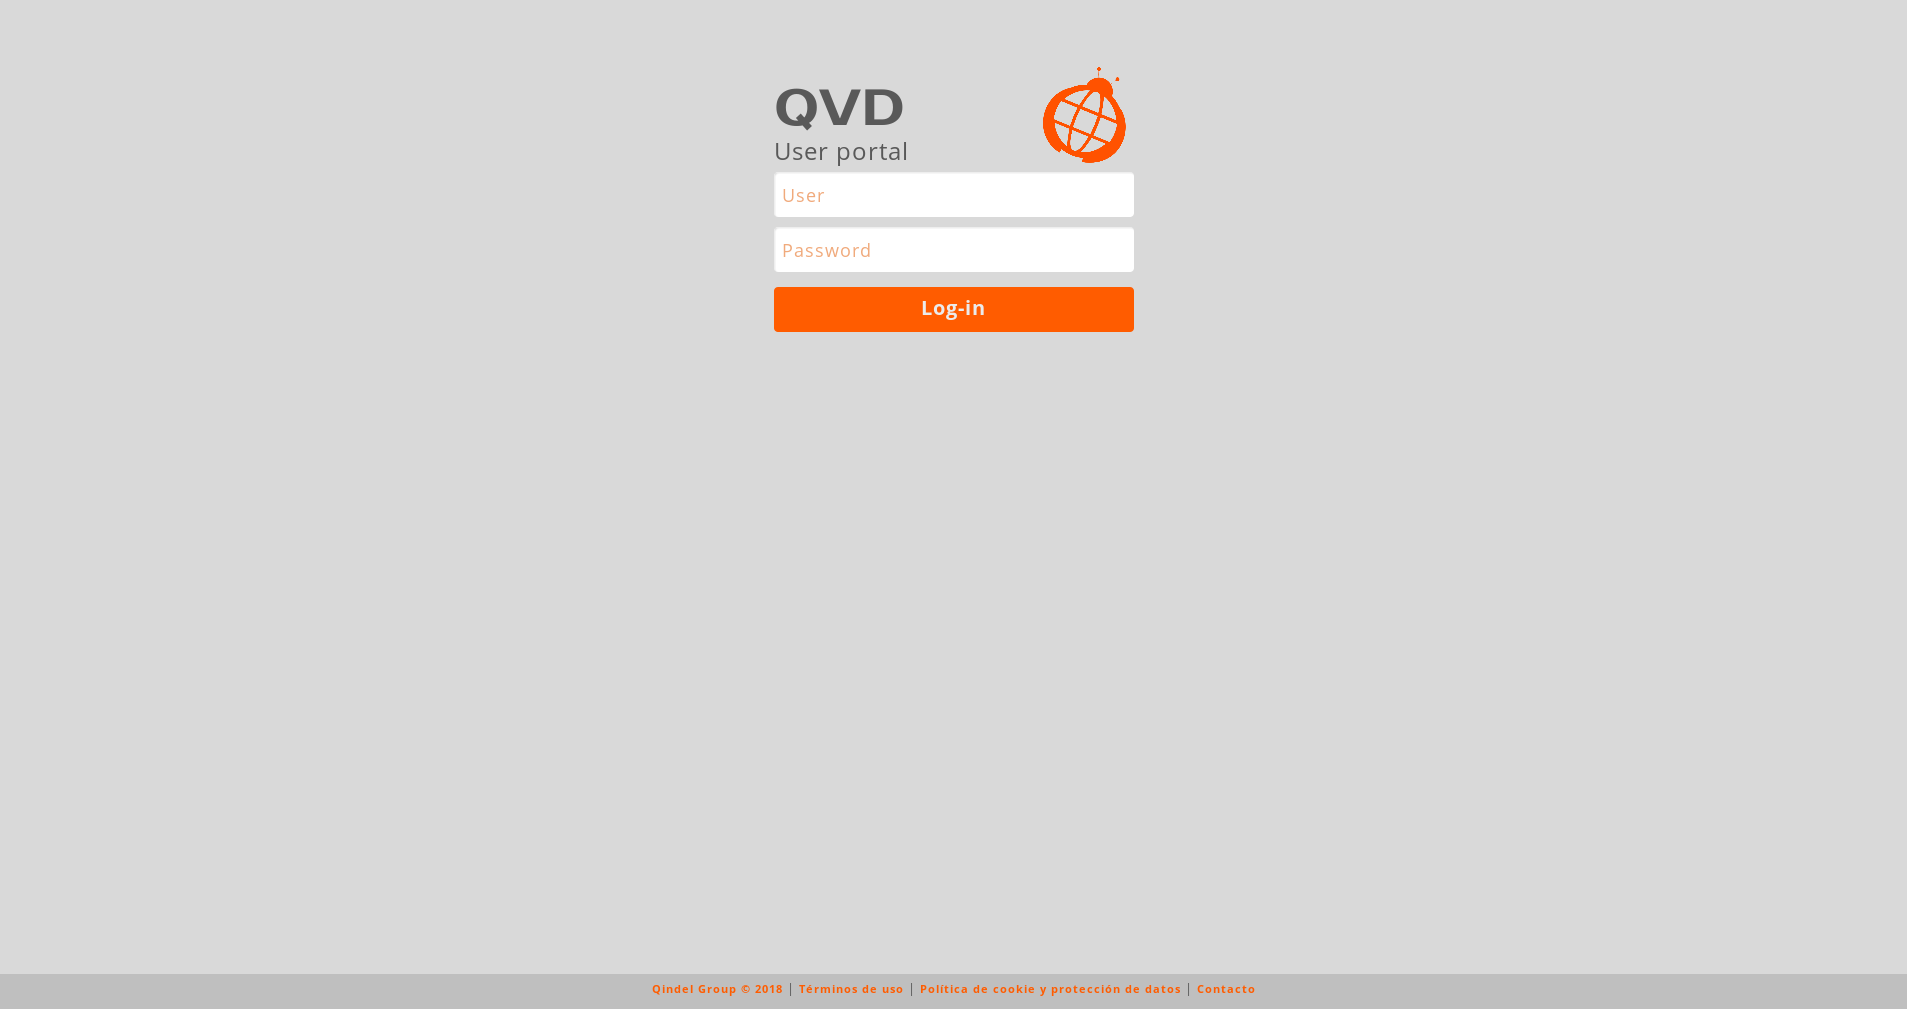 QVD
User portal
User
Password
Log-in
Qindel Group © 2018 | Términos de uso | Política de cookie y protección de datos | Contacto